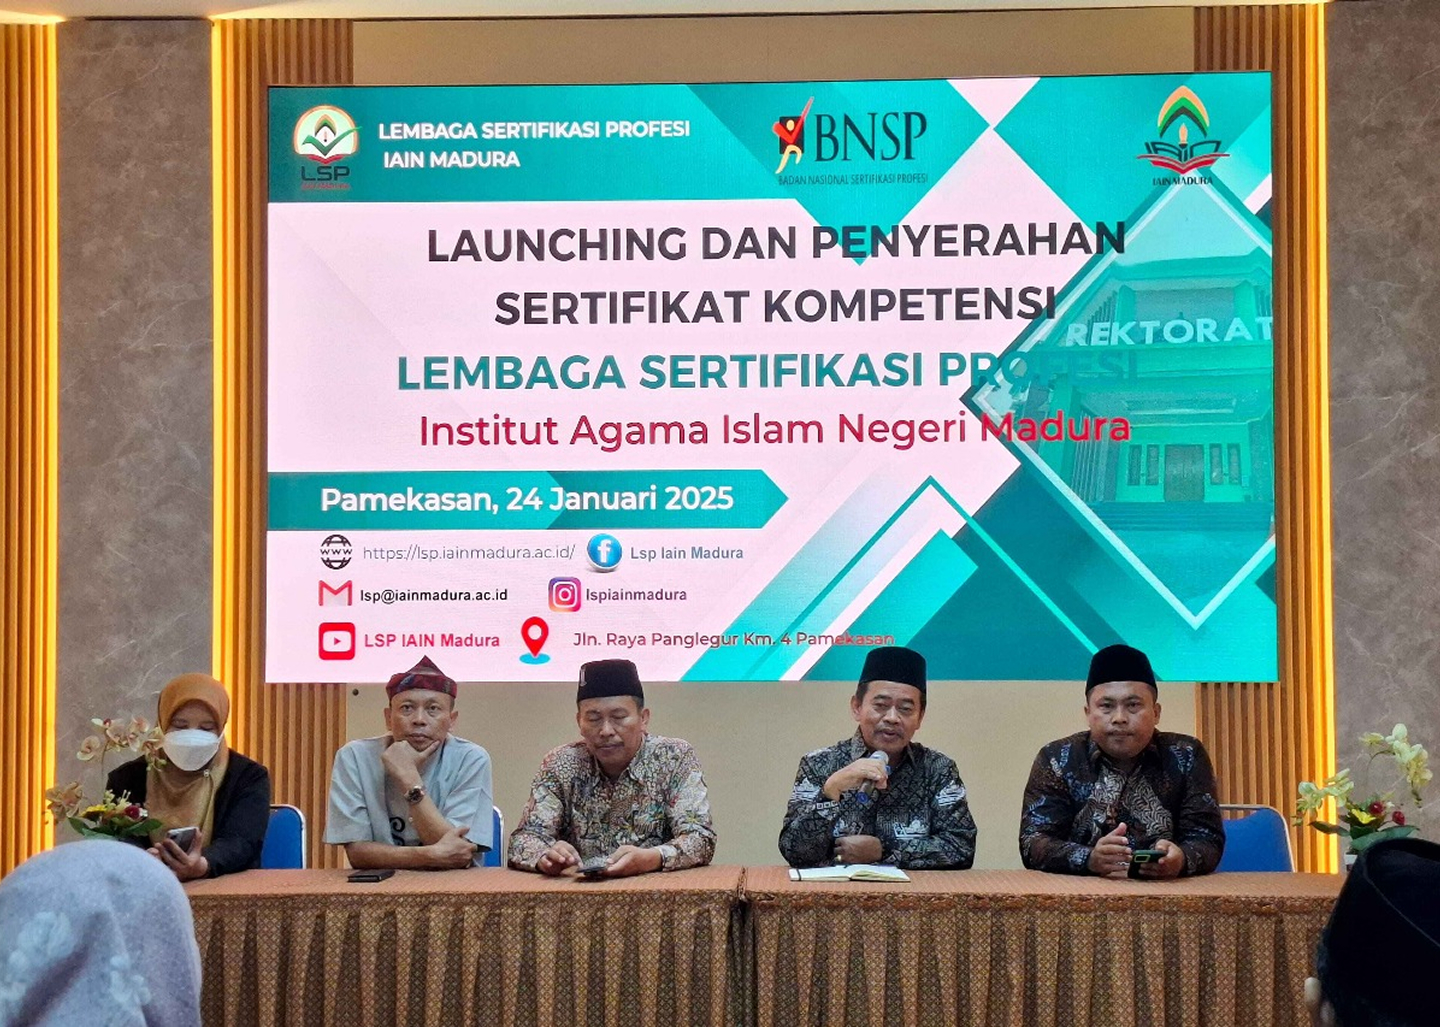 LEMBAGA SERTIFIKASI PROFESI
IAIN MADURA
LSP
BNSP
BADAN NASIONAL SERTIFIKASI PROFESI
IAIN MADURA
LAUNCHING DAN PENYERAHAN
SERTIFIKAT KOMPETENSI
LEMBAGA SERTIFIKASI PROFESI
Institut Agama Islam Negeri Madura
REKTORAT
Pamekasan, 24 Januari 2025
www
https://lsp.iainmadura.ac.id/
f
Lsp Iain Madura
lsp@iainmadura.ac.id
lspiainmadura
LSP IAIN Madura
Jln. Raya Panglegur Km. 4 Pamekasan